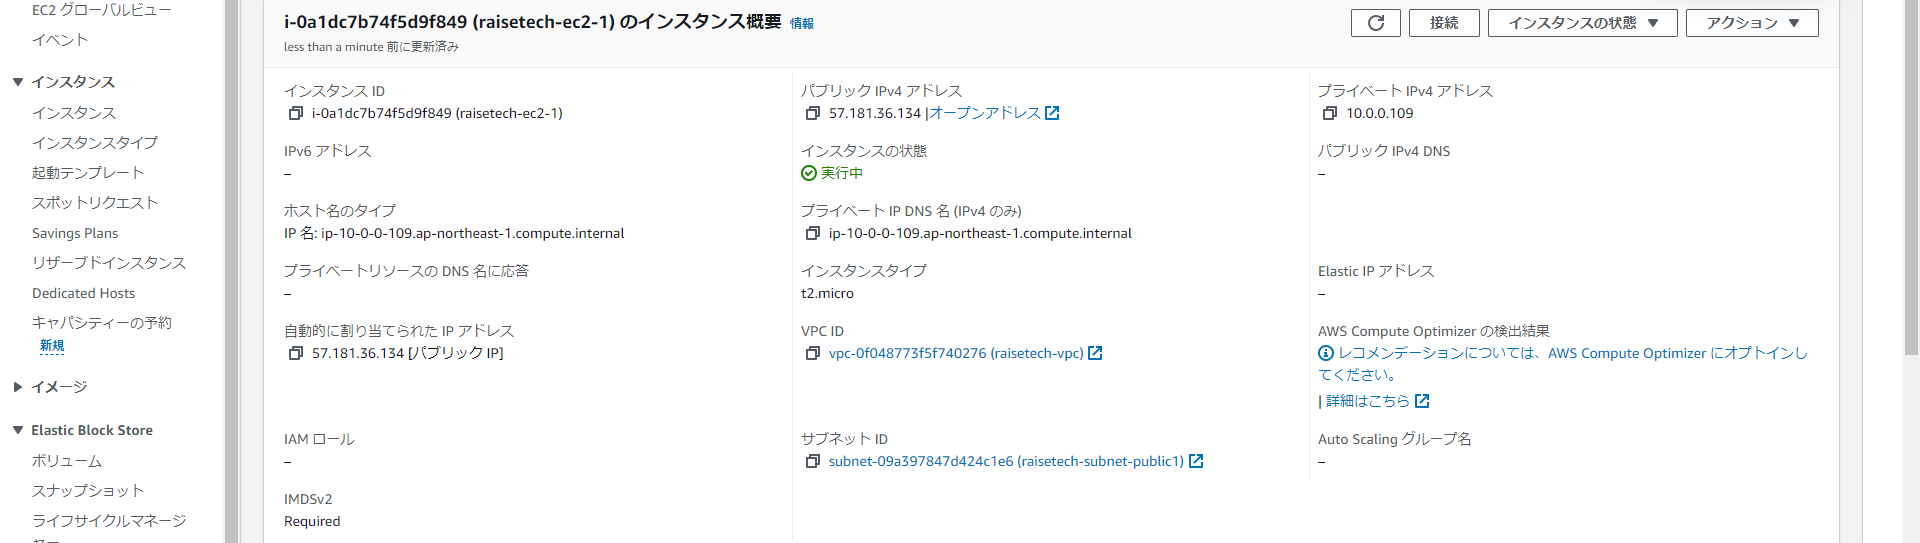 EC2 グローバルビュー
イベント
インスタンス
インスタンス
インスタンスタイプ
起動テンプレート
スポットリクエスト
Savings Plans
リザーブドインスタンス
Dedicated Hosts
キャパシティーの予約
新規
イメージ
Elastic Block Store
ボリューム
スナップショット
ライフサイクルマネージ
i-0a1dc7b74f5d9f849 (raisetech-ec2-1) のインスタンス概要 情報
less than a minute 前に更新済み
接続
インスタンスの状態
アクション
インスタンス ID
i-0a1dc7b74f5d9f849 (raisetech-ec2-1)
パブリック IPv4 アドレス
57.181.36.134 |オープンアドレス
プライベート IPv4 アドレス
10.0.0.109
IPv6 アドレス
–
インスタンスの状態
実行中
パブリック IPv4 DNS
–
ホスト名のタイプ
IP 名: ip-10-0-0-109.ap-northeast-1.compute.internal
プライベート IP DNS 名 (IPv4 のみ)
ip-10-0-0-109.ap-northeast-1.compute.internal
プライベートリソースの DNS 名に応答
–
インスタンスタイプ
t2.micro
Elastic IP アドレス
–
自動的に割り当てられた IP アドレス
57.181.36.134 [パブリック IP]
VPC ID
vpc-0f048773f5f740276 (raisetech-vpc)
AWS Compute Optimizer の検出結果
レコメンデーションについては、AWS Compute Optimizer にオプトインし
てください。
| 詳細はこちら
IAM ロール
–
サブネット ID
subnet-09a397847d424c1e6 (raisetech-subnet-public1)
Auto Scaling グループ名
–
IMDSv2
Required